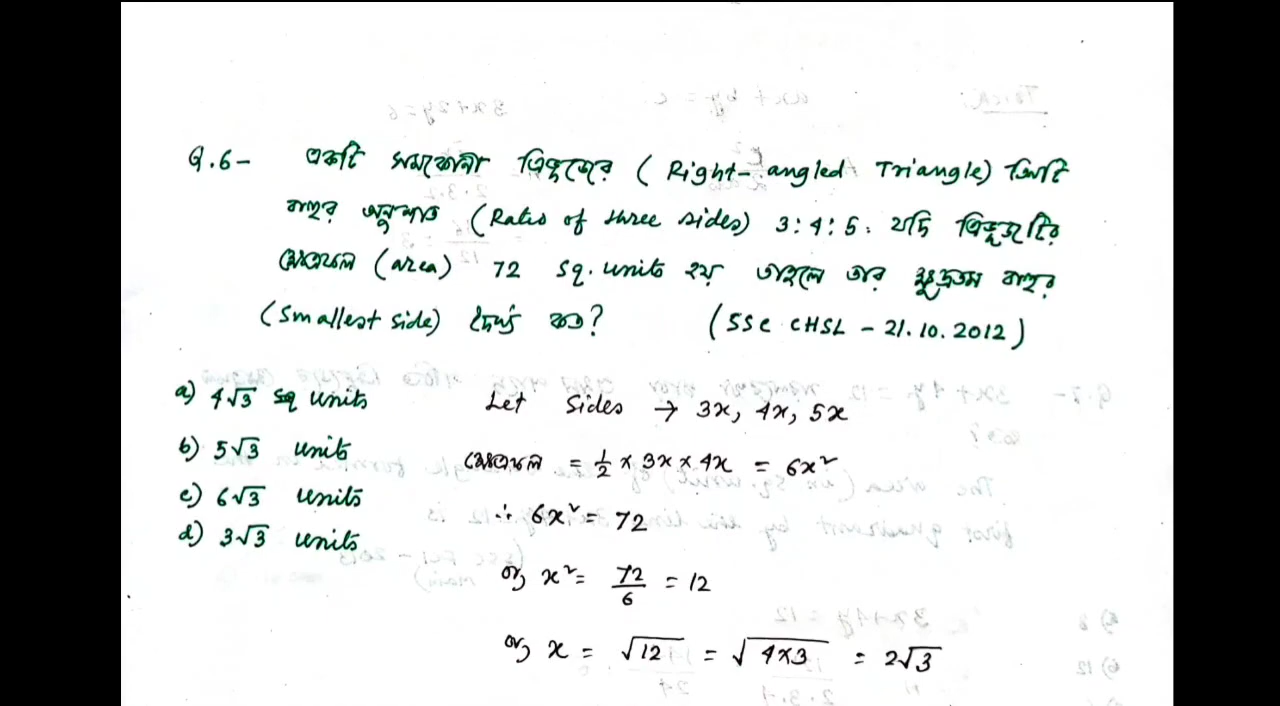 Q.6- একটি সমকোনী ত্রিভূজের (Right-angled Triangle) তিনটি
বাহুর অনুপাত (Ratio of three sides) 3:4:5. যদি ত্রিভূজটির
ক্ষেত্রফল (area) 72 sq. units হয় তাহলে তার ক্ষুদ্রতম বাহুর
(Smallest side) দৈর্ঘ্য কত? (SSC CHSL - 21.10.2012)
a) 4√3 sq units
b) 5√3 units
c) 6√3 units
d) 3√3 units
Let Sides → 3x, 4x, 5x
ক্ষেত্রফল = 1/2 × 3x × 4x = 6x²
∴ 6x² = 72
or, x² = 72/6 = 12
or, x = √12 = √4×3 = 2√3